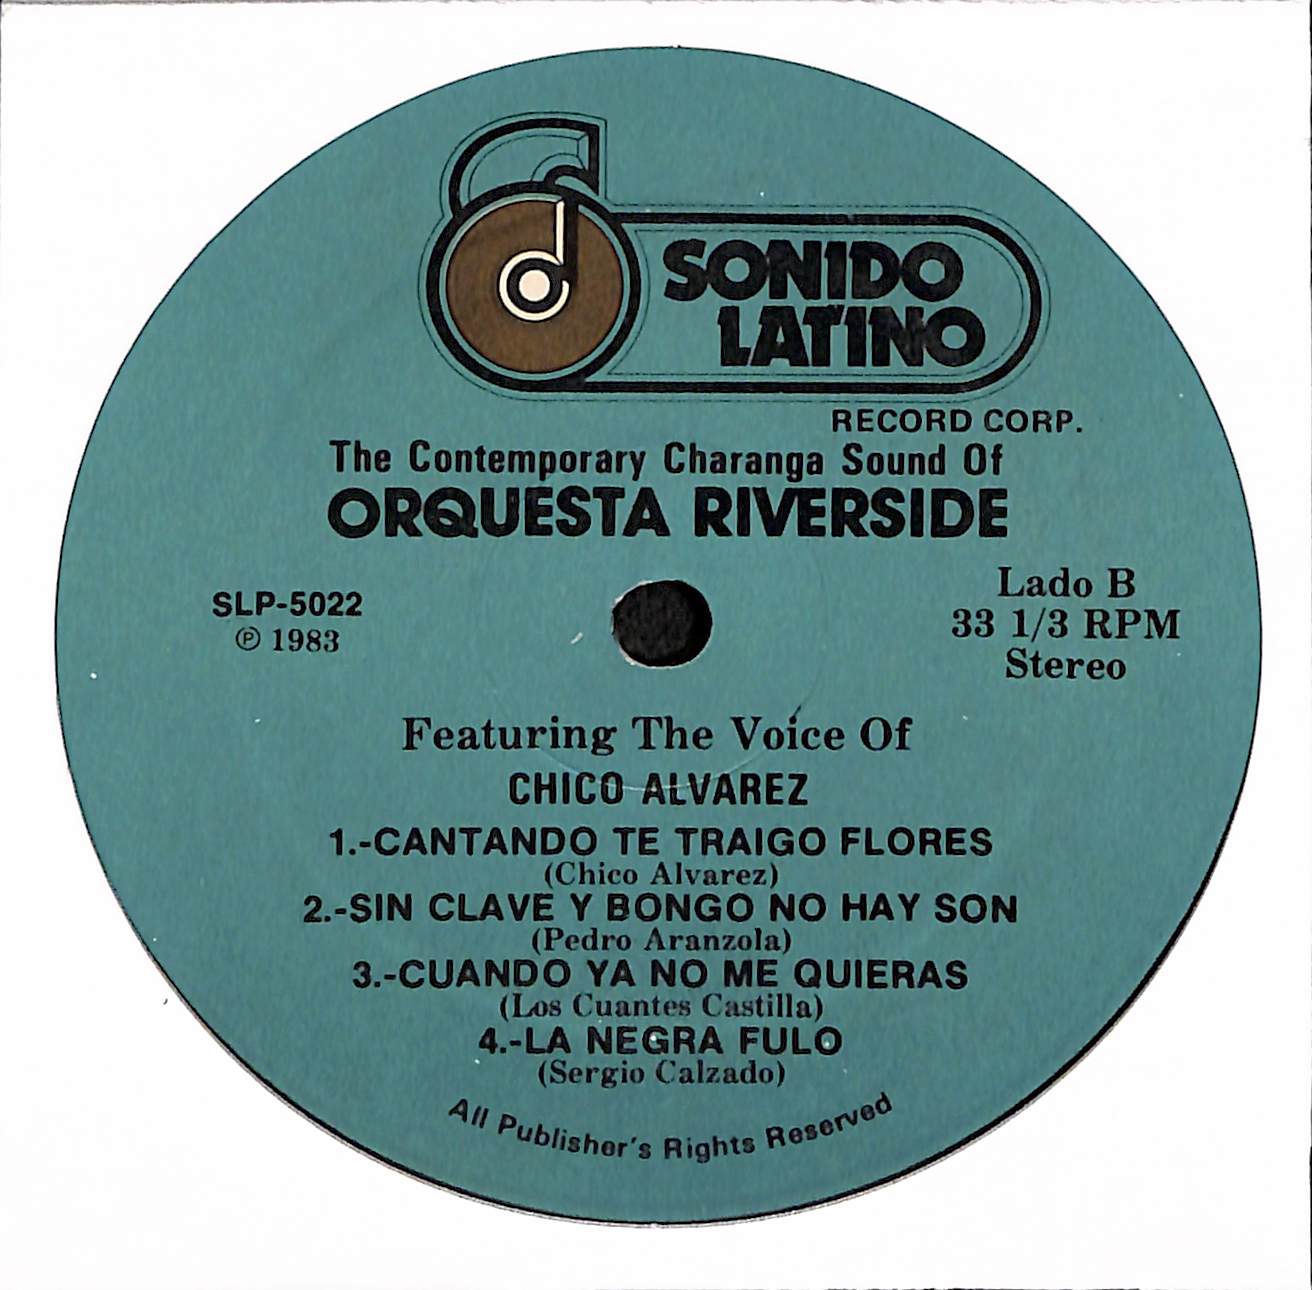 SONIDO
LATINO
RECORD CORP.
The Contemporary Charanga Sound Of
ORQUESTA RIVERSIDE
SLP-5022
℗ 1983
Lado B
33 1/3 RPM
Stereo
Featuring The Voice Of
CHICO ALVAREZ
1.-CANTANDO TE TRAIGO FLORES
(Chico Alvarez)
2.-SIN CLAVE Y BONGO NO HAY SON
(Pedro Aranzola)
3.-CUANDO YA NO ME QUIERAS
(Los Cuantes Castilla)
4.-LA NEGRA FULO
(Sergio Calzado)
All Publisher's Rights Reserved